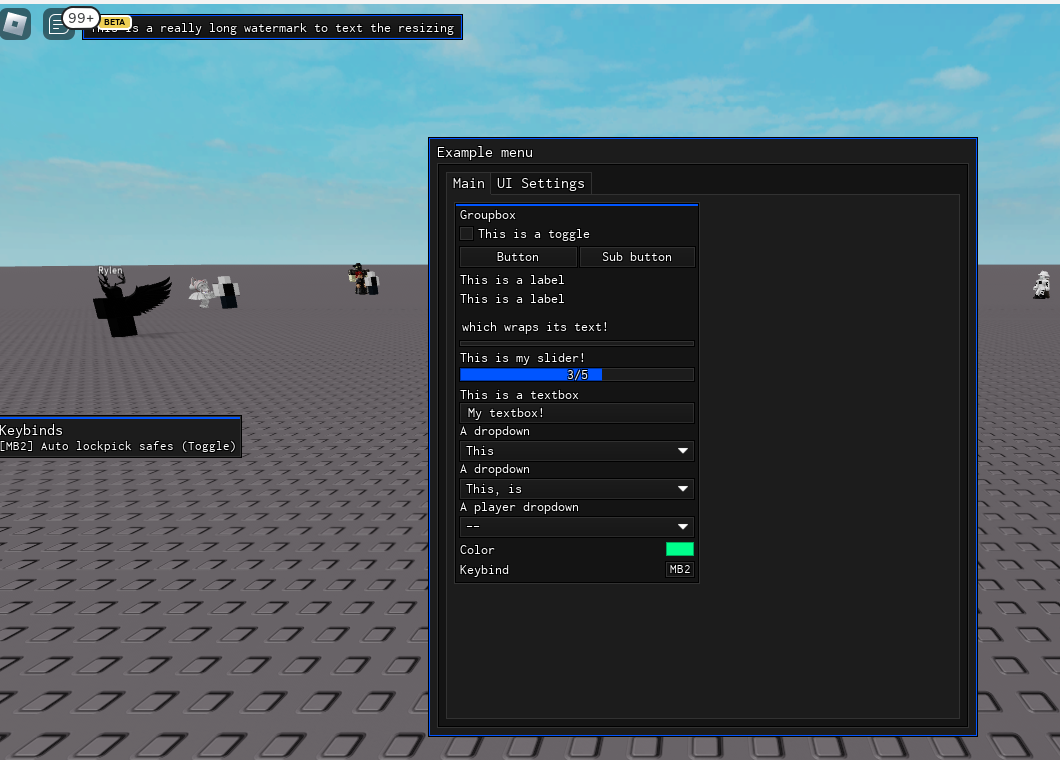 99+
BETA
This is a really long watermark to text the resizing
Example menu
Main
UI Settings
Groupbox
This is a toggle
Button
Sub button
This is a label
This is a label
which wraps its text!
This is my slider!
3/5
This is a textbox
My textbox!
A dropdown
This
A dropdown
This, is
A player dropdown
--
Color
Keybind
MB2
Rylen
Keybinds
[MB2] Auto lockpick safes (Toggle)